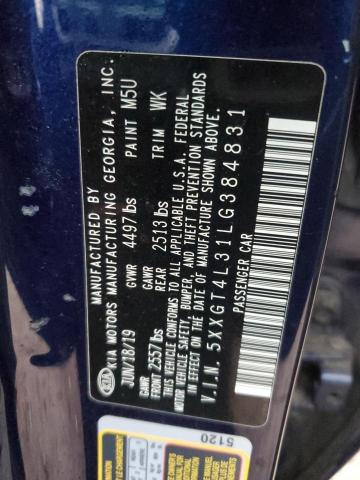 MANUFACTURED BY
KIA KIA MOTORS MANUFACTURING GEORGIA, INC.
JUN/18/19 GVWR 4497lbs PAINT M5U
GAWR FRONT 2557lbs GAWR REAR 2513lbs TRIM WK
THIS VEHICLE CONFORMS TO ALL APPLICABLE U.S.A. FEDERAL
MOTOR VEHICLE SAFETY, BUMPER, AND THEFT PREVENTION STANDARDS
IN EFFECT ON THE DATE OF MANUFACTURE SHOWN ABOVE.
V.I.N. 5XXGT4L31LG384831
PASSENGER CAR
5120